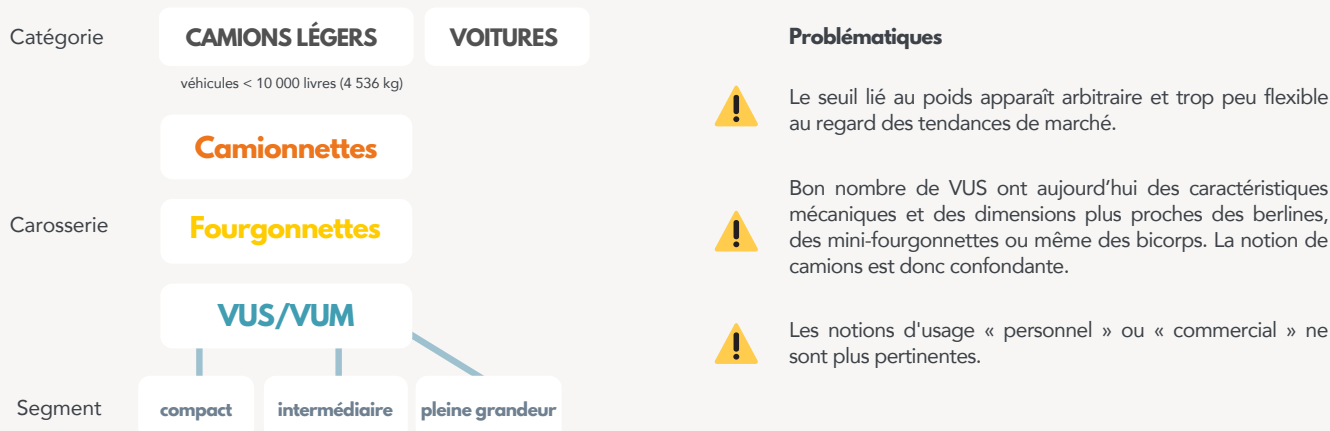 Catégorie
CAMIONS LÉGERS
VOITURES
véhicules < 10 000 livres (4 536 kg)
Camionnettes
Carosserie
Fourgonnettes
VUS/VUM
Segment
compact
intermédiaire
pleine grandeur
Problématiques
Le seuil lié au poids apparaît arbitraire et trop peu flexible
au regard des tendances de marché.
Bon nombre de VUS ont aujourd'hui des caractéristiques
mécaniques et des dimensions plus proches des berlines,
des mini-fourgonnettes ou même des bicorps. La notion de
camions est donc confondante.
Les notions d'usage « personnel » ou « commercial » ne
sont plus pertinentes.